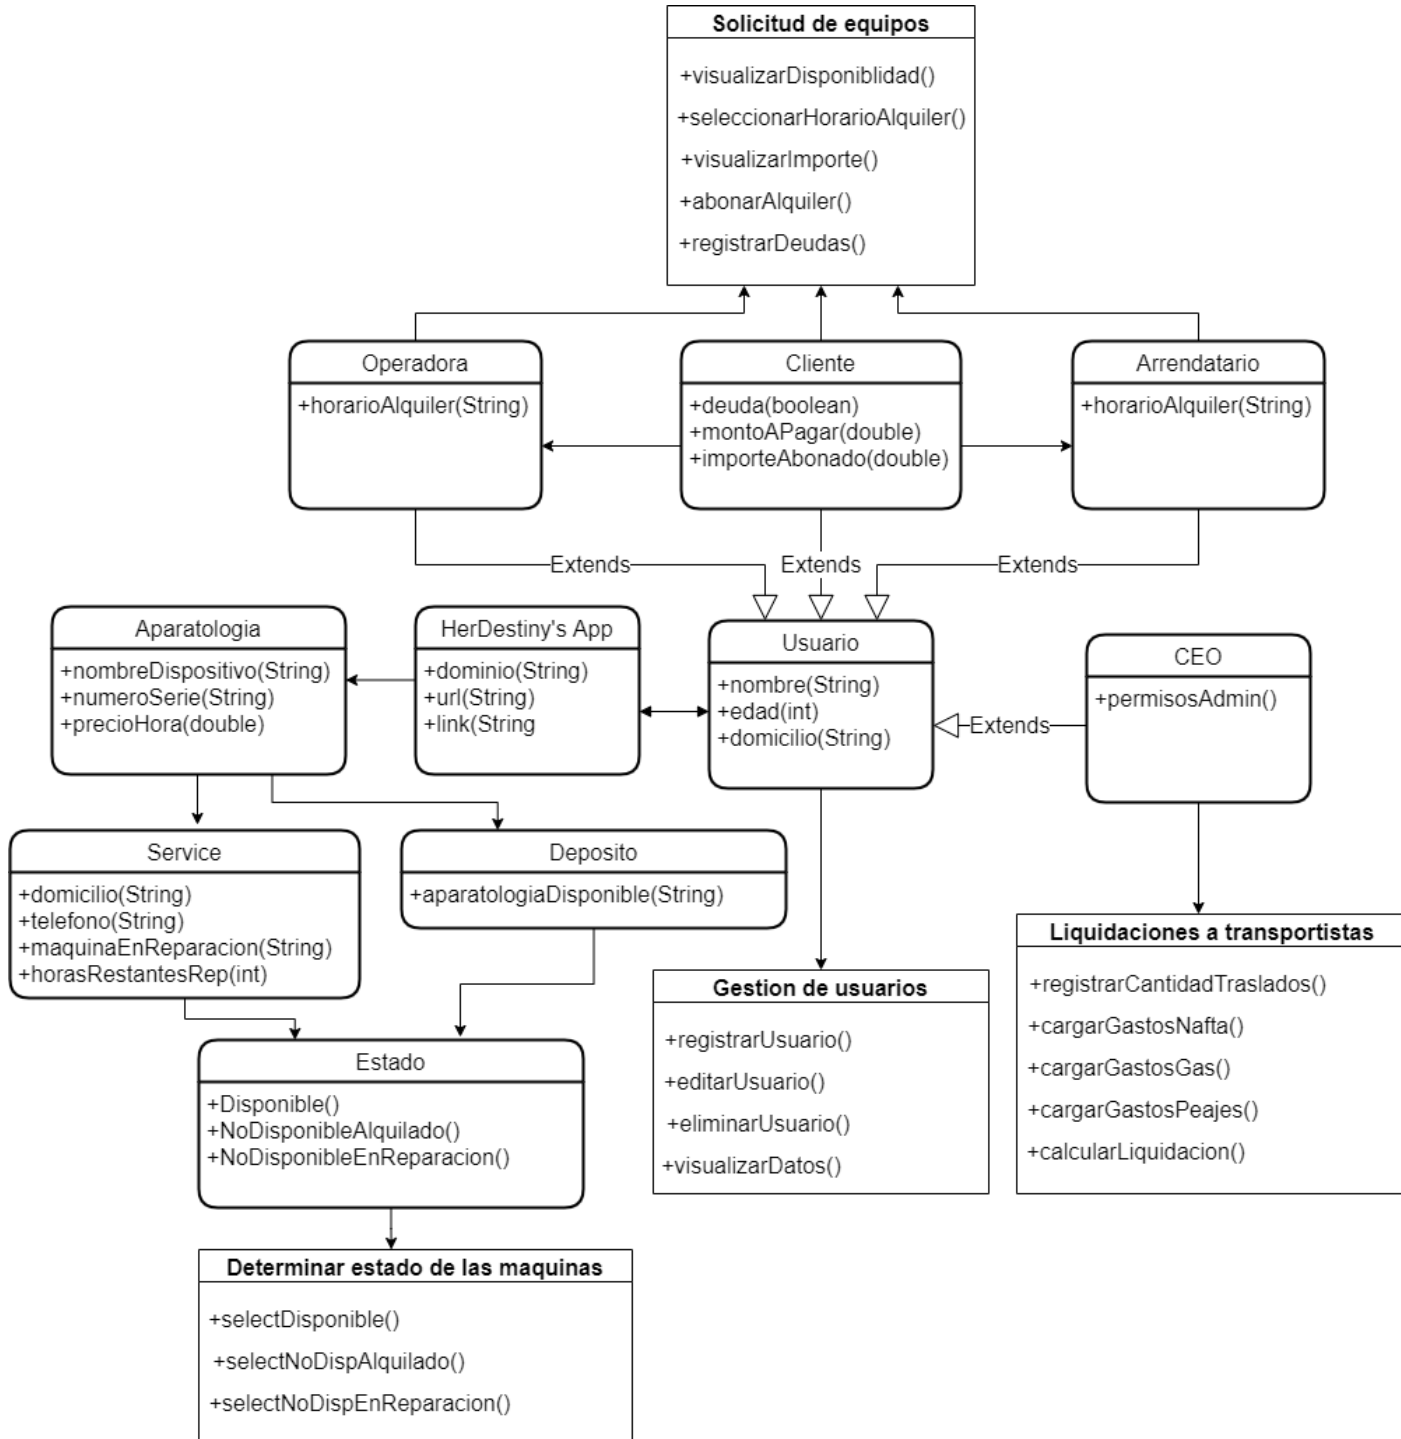 Solicitud de equipos
+visualizarDisponiblidad()
+seleccionarHorarioAlquiler()
+visualizarImporte()
+abonarAlquiler()
+registrarDeudas()
Operadora
+horarioAlquiler(String)
Cliente
+deuda(boolean)
+montoAPagar(double)
+importeAbonado(double)
Arrendatario
+horarioAlquiler(String)
Extends
Extends
Extends
Aparatologia
+nombreDispositivo(String)
+numeroSerie(String)
+precioHora(double)
HerDestiny's App
+dominio(String)
+url(String)
+link(String
Usuario
+nombre(String)
+edad(int)
+domicilio(String)
Extends
CEO
+permisosAdmin()
Service
+domicilio(String)
+telefono(String)
+maquinaEnReparacion(String)
+horasRestantesRep(int)
Deposito
+aparatologiaDisponible(String)
Liquidaciones a transportistas
+registrarCantidadTraslados()
+cargarGastosNafta()
+cargarGastosGas()
+cargarGastosPeajes()
+calcularLiquidacion()
Gestion de usuarios
+registrarUsuario()
+editarUsuario()
+eliminarUsuario()
+visualizarDatos()
Estado
+Disponible()
+NoDisponibleAlquilado()
+NoDisponibleEnReparacion()
Determinar estado de las maquinas
+selectDisponible()
+selectNoDispAlquilado()
+selectNoDispEnReparacion()